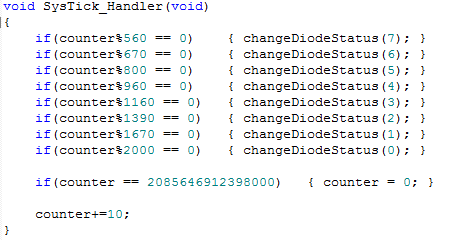 void SysTick_Handler(void)
{
if(counter%560 == 0) { changeDiodeStatus(7); }
if(counter%670 == 0) { changeDiodeStatus(6); }
if(counter%800 == 0) { changeDiodeStatus(5); }
if(counter%960 == 0) { changeDiodeStatus(4); }
if(counter%1160 == 0) { changeDiodeStatus(3); }
if(counter%1390 == 0) { changeDiodeStatus(2); }
if(counter%1670 == 0) { changeDiodeStatus(1); }
if(counter%2000 == 0) { changeDiodeStatus(0); }
if(counter == 2085646912398000) { counter = 0; }
counter+=10;
}